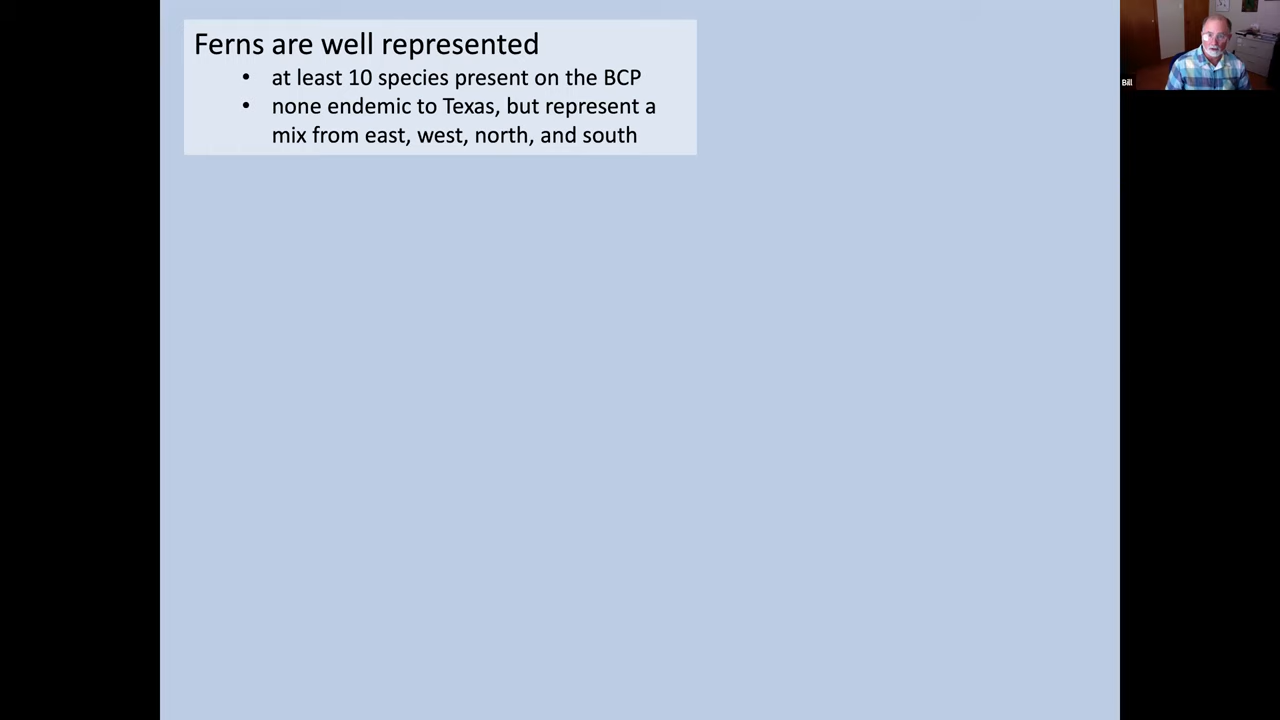 Ferns are well represented
• at least 10 species present on the BCP
• none endemic to Texas, but represent a
mix from east, west, north, and south
Bill